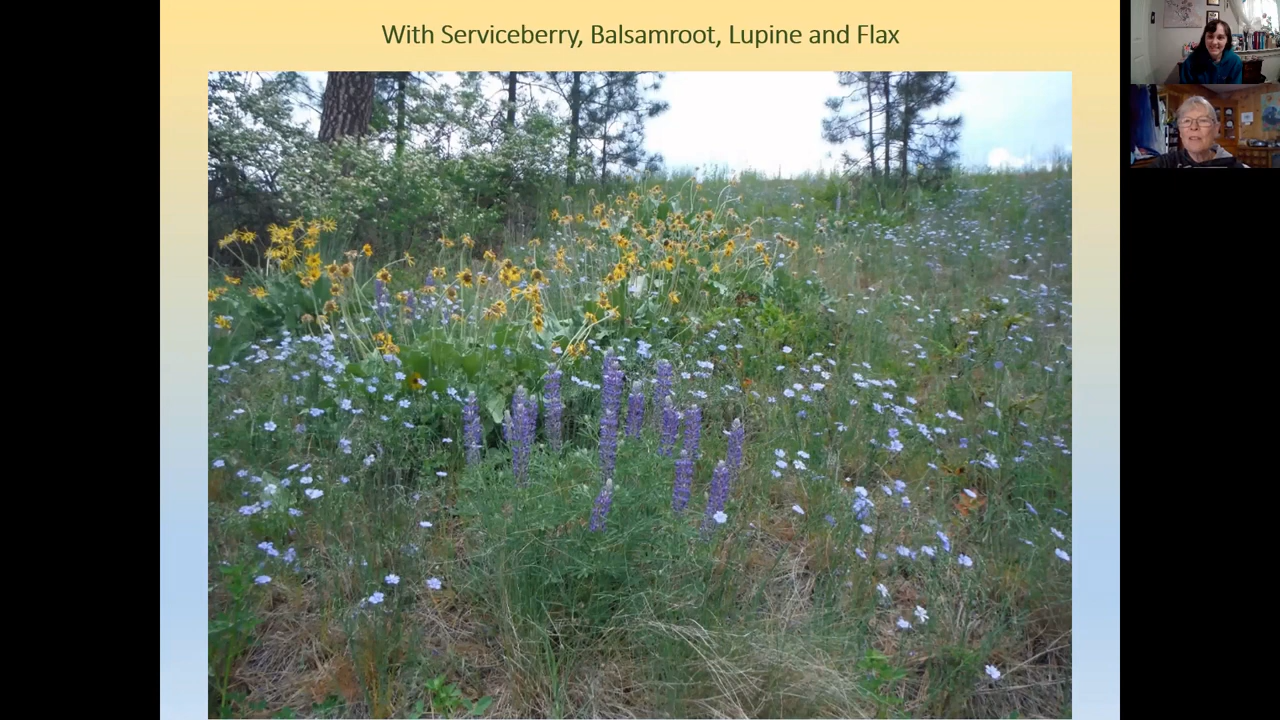 With Serviceberry, Balsamroot, Lupine and Flax